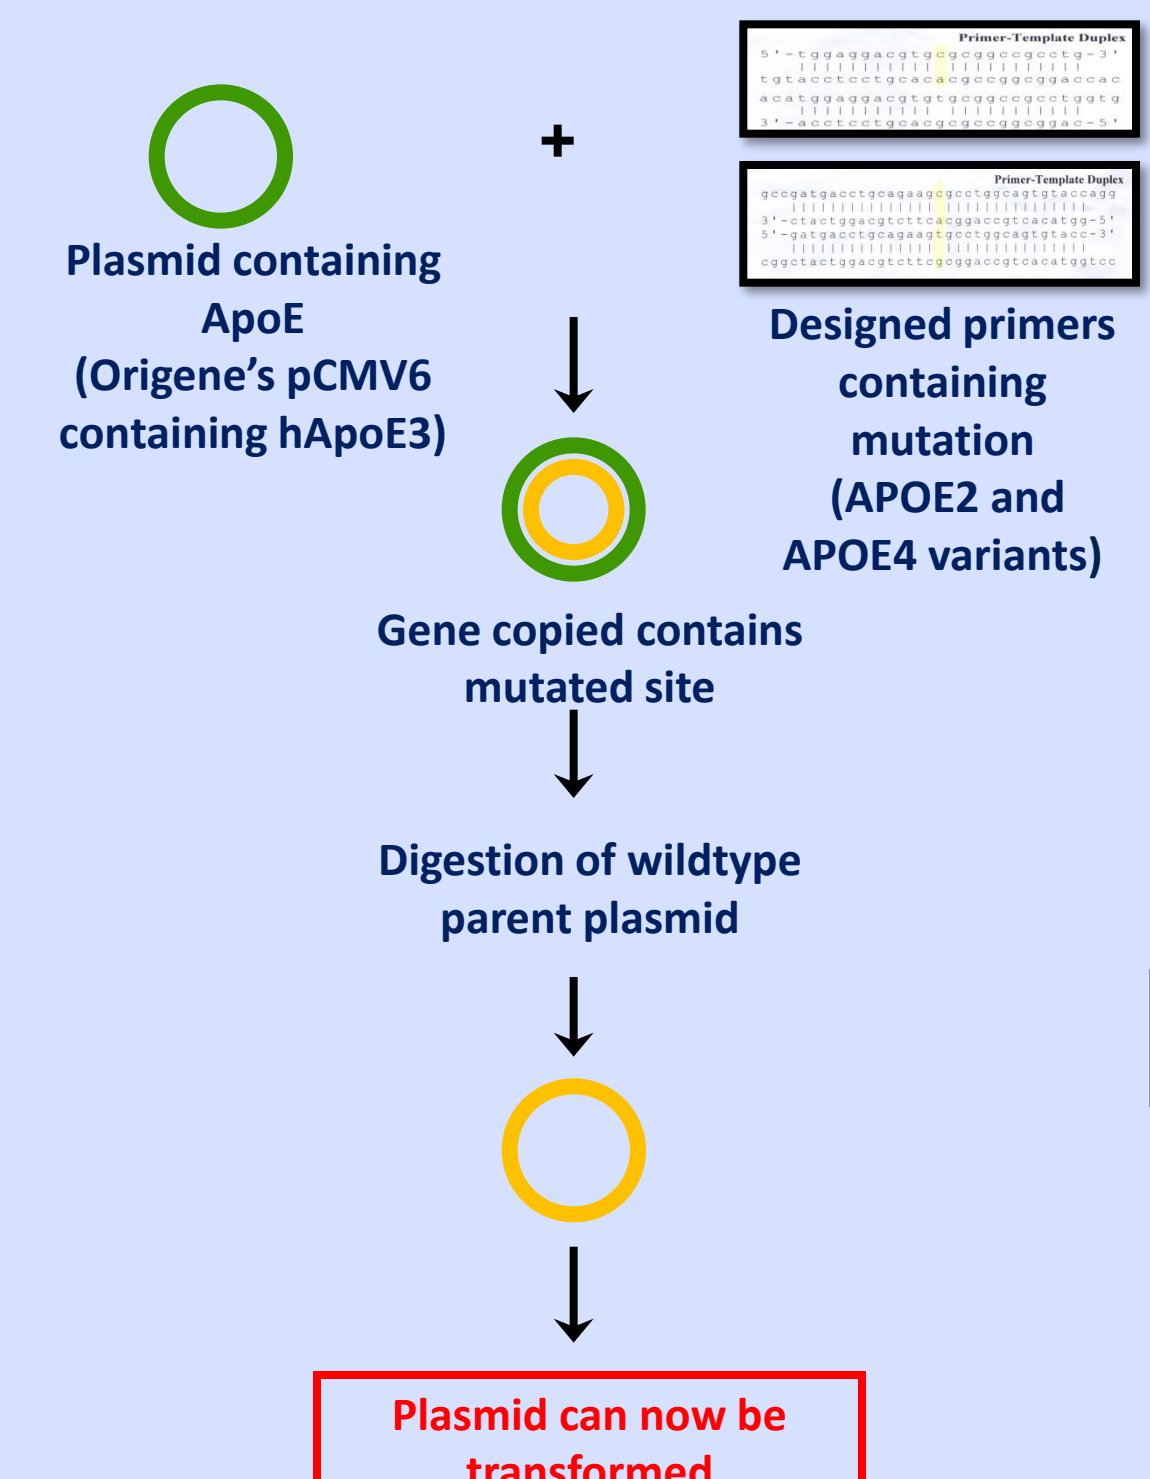 Primer-Template Duplex
5'-tggaggacgtgcgcggccgcctg-3'
tgtacctcctgcacacgccggcggaccac
acatggaggacgtgtgcggccgcctggtg
3'-acctcctgcacgcgccggcggac-5'
Primer-Template Duplex
gccgatgacctgcagaagcgcctggcagtgtaccagg
3'-ctactggacgtcttcacggaccgtcacatgg-5'
5'-gatgacctgcagaagtgcctggcagtgtacc-3'
cggctactggacgtcttcgcggaccgtcacatggtcc
+
Plasmid containing
ApoE
(Origene's pCMV6
containing hApoE3)
Designed primers
containing
mutation
(APOE2 and
APOE4 variants)
Gene copied contains
mutated site
Digestion of wildtype
parent plasmid
Plasmid can now be
transformed